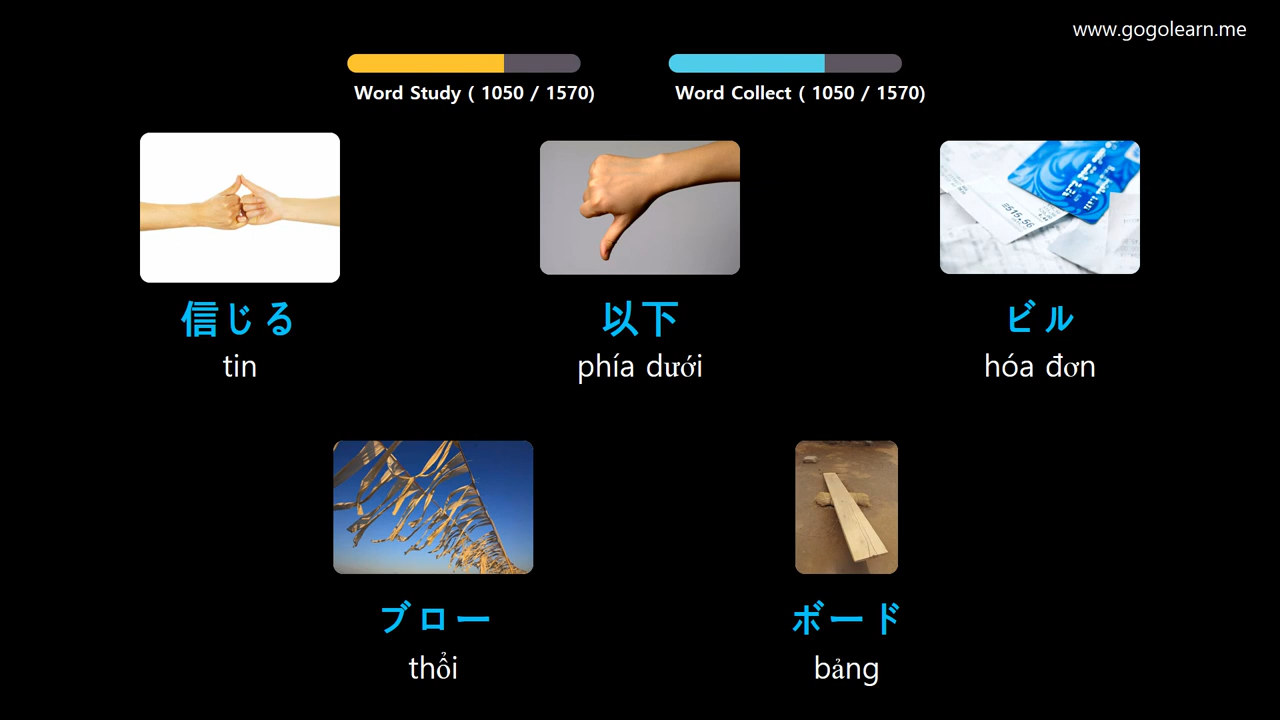 www.gogolearn.me
Word Study ( 1050 / 1570)
Word Collect ( 1050 / 1570)
信じる
tin
以下
phía dưới
ビル
hóa đơn
ブロー
thổi
ボード
bảng